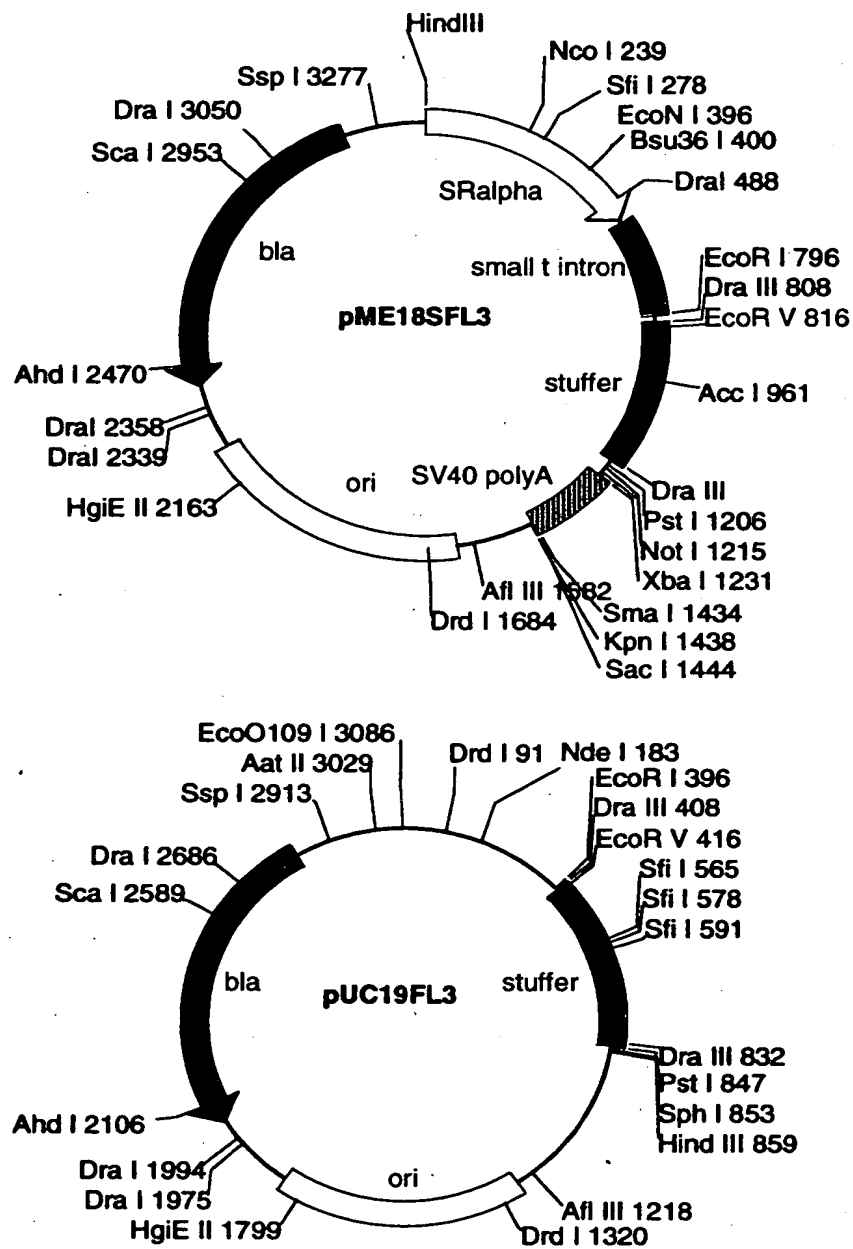 HindIII
Nco I 239
Ssp I 3277
Sfi I 278
Dra I 3050
EcoN I 396
Bsu36 I 400
Sca I 2953
DraI 488
SRalpha
bla
small t intron
EcoR I 796
Dra III 808
EcoR V 816
pME18SFL3
Ahd I 2470
stuffer
Acc I 961
DraI 2358
DraI 2339
ori
SV40 polyA
HgiE II 2163
Dra III
Pst I 1206
Not I 1215
Xba I 1231
Afl III 1582
Drd I 1684
Sma I 1434
Kpn I 1438
Sac I 1444
EcoO109 I 3086
Drd I 91
Nde I 183
Aat II 3029
EcoR I 396
Ssp I 2913
Dra III 408
EcoR V 416
Dra I 2686
Sfi I 565
Sca I 2589
Sfi I 578
Sfi I 591
bla
pUC19FL3
stuffer
Dra III 832
Pst I 847
Sph I 853
Hind III 859
Ahd I 2106
Dra I 1994
Dra I 1975
ori
HgiE II 1799
Afl III 1218
Drd I 1320